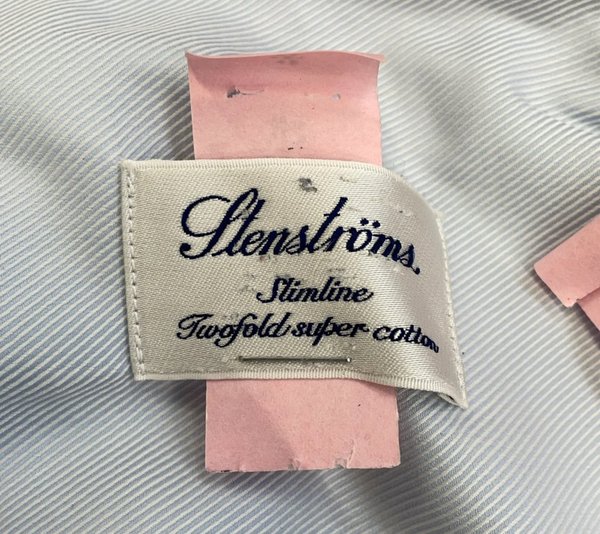 Stenströms.
Slimline
Twofold super cotton